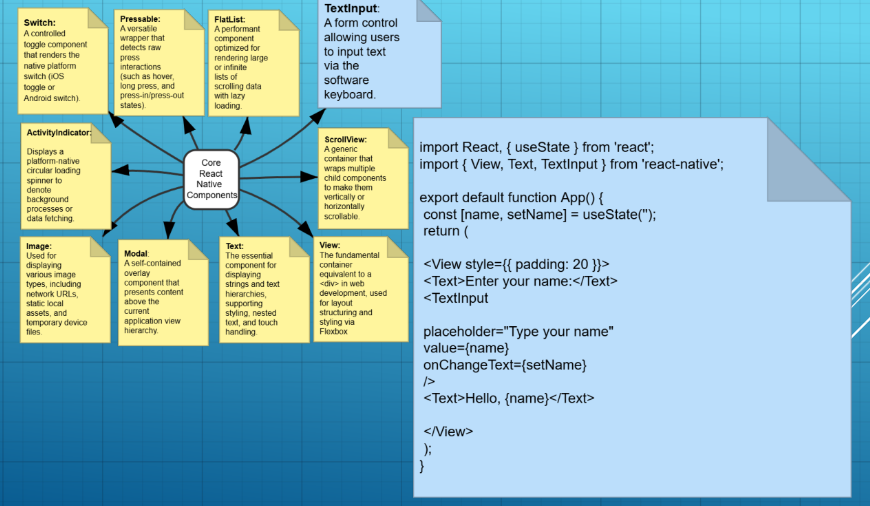 Switch:
A controlled
toggle component
that renders the
native platform
switch (iOS
toggle or
Android switch).
Pressable:
A versatile
wrapper that
detects raw
press
interactions
(such as hover,
long press, and
press-in/press-out
states).
FlatList:
A performant
component
optimized for
rendering large
or infinite
lists of
scrolling data
with lazy
loading.
TextInput:
A form control
allowing users
to input text
via the
software
keyboard.
ActivityIndicator:
Displays a
platform-native
circular loading
spinner to
denote
background
processes or
data fetching.
Core
React
Native
Components
ScrollView:
A generic
container that
wraps multiple
child components
to make them
vertically or
horizontally
scrollable.
Image:
Used for
displaying
various image
types, including
network URLs,
static local
assets, and
temporary device
files.
Modal:
A self-contained
overlay
component that
presents content
above the
current
application view
hierarchy.
Text:
The essential
component for
displaying
strings and text
hierarchies,
supporting
styling, nested
text, and touch
handling.
View:
The fundamental
container
equivalent to a
<div> in web
development, used
for layout
structuring and
styling via
Flexbox
import React, { useState } from 'react';
import { View, Text, TextInput } from 'react-native';
export default function App() {
const [name, setName] = useState('');
return (
<View style={{ padding: 20 }}>
<Text>Enter your name:</Text>
<TextInput
placeholder="Type your name"
value={name}
onChangeText={setName}
/>
<Text>Hello, {name}</Text>
</View>
);
}